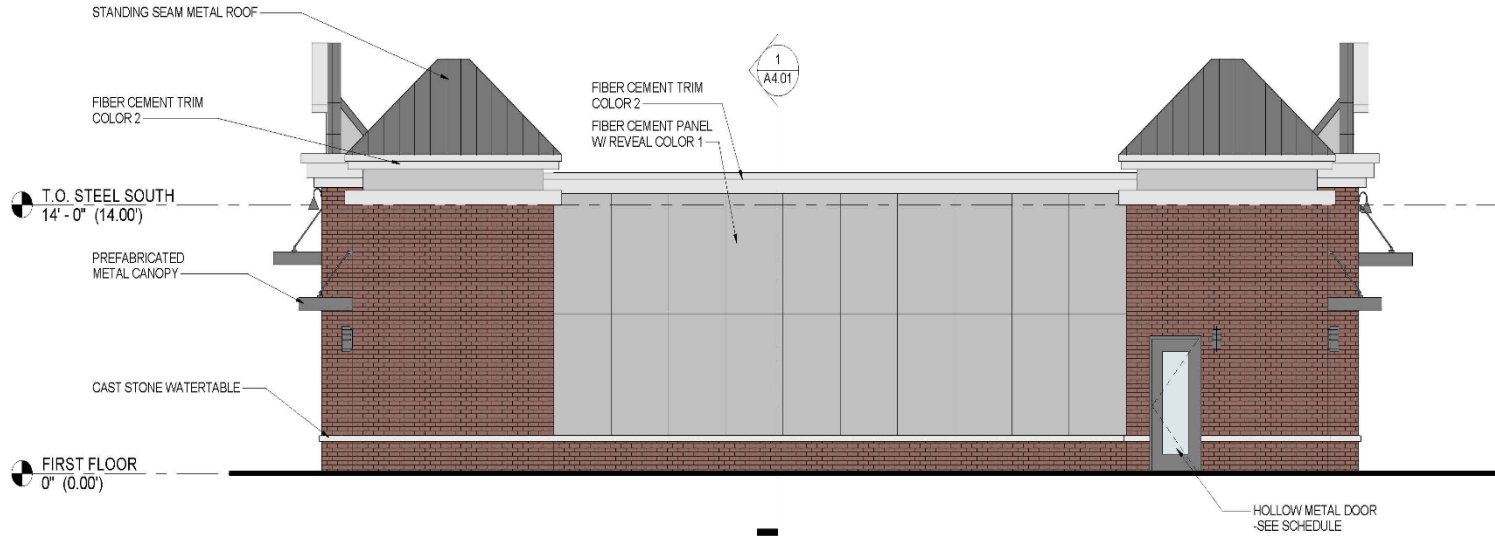 STANDING SEAM METAL ROOF
FIBER CEMENT TRIM
COLOR 2
1
A4.01
FIBER CEMENT TRIM
COLOR 2
FIBER CEMENT PANEL
W/ REVEAL COLOR 1
T.O. STEEL SOUTH
14' - 0" (14.00')
PREFABRICATED
METAL CANOPY
CAST STONE WATERTABLE
FIRST FLOOR
0" (0.00')
HOLLOW METAL DOOR
-SEE SCHEDULE